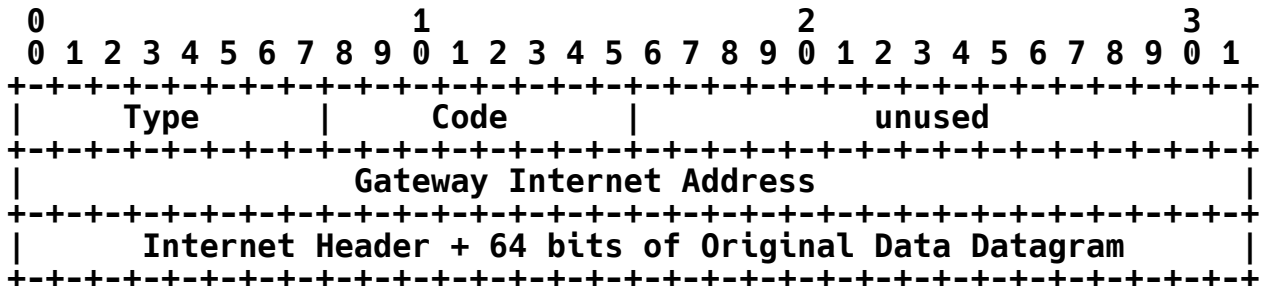 0                   1                   2                   3
 0 1 2 3 4 5 6 7 8 9 0 1 2 3 4 5 6 7 8 9 0 1 2 3 4 5 6 7 8 9 0 1
+-+-+-+-+-+-+-+-+-+-+-+-+-+-+-+-+-+-+-+-+-+-+-+-+-+-+-+-+-+-+-+-+
|     Type      |     Code      |            unused             |
+-+-+-+-+-+-+-+-+-+-+-+-+-+-+-+-+-+-+-+-+-+-+-+-+-+-+-+-+-+-+-+-+
|                 Gateway Internet Address                      |
+-+-+-+-+-+-+-+-+-+-+-+-+-+-+-+-+-+-+-+-+-+-+-+-+-+-+-+-+-+-+-+-+
|      Internet Header + 64 bits of Original Data Datagram      |
+-+-+-+-+-+-+-+-+-+-+-+-+-+-+-+-+-+-+-+-+-+-+-+-+-+-+-+-+-+-+-+-+